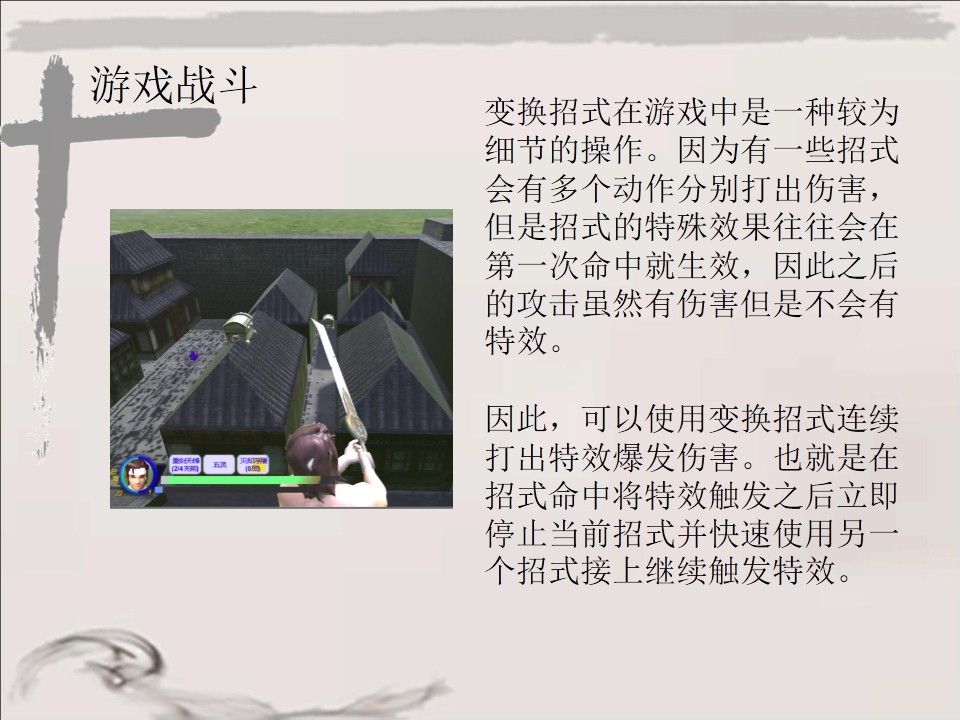 游戏战斗
变换招式在游戏中是一种较为
细节的操作。因为有一些招式
会有多个动作分别打出伤害，
但是招式的特殊效果往往会在
第一次命中就生效，因此之后
的攻击虽然有伤害但是不会有
特效。
因此，可以使用变换招式连续
打出特效爆发伤害。也就是在
招式命中将特效触发之后立即
停止当前招式并快速使用另一
个招式接上继续触发特效。
重剑天锋
(2/4充能)
五灵